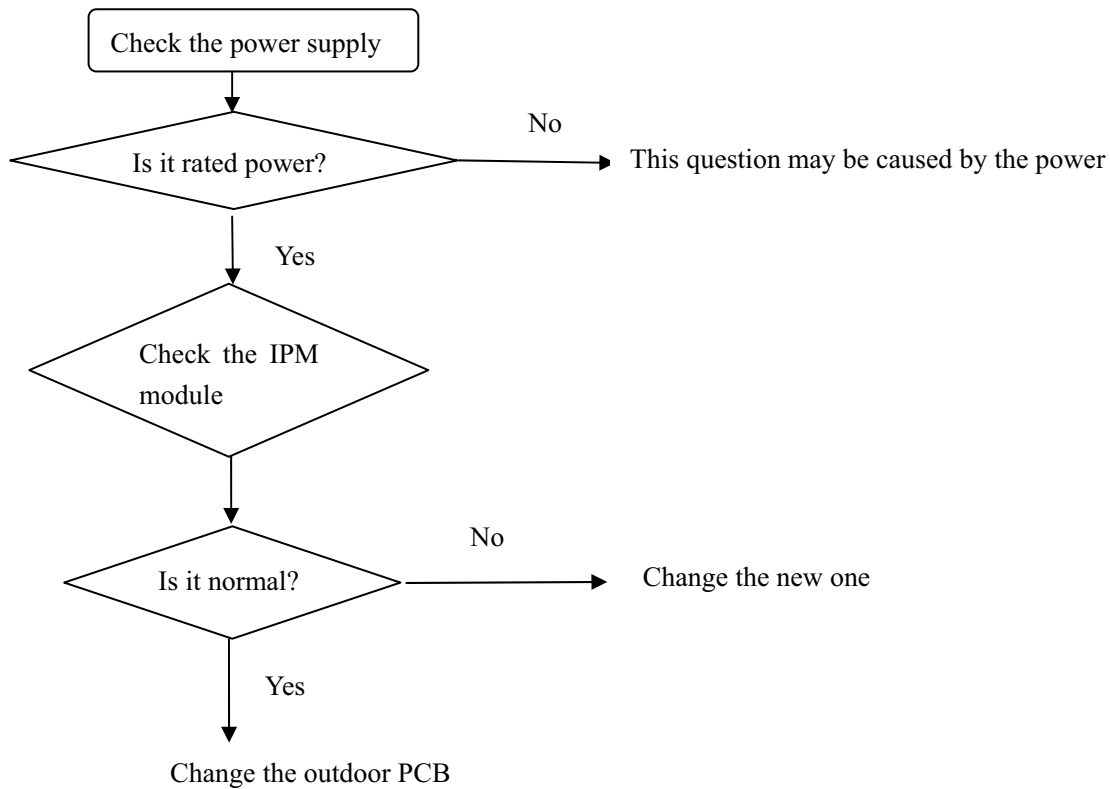 Check the power supply
No
Is it rated power?
This question may be caused by the power
Yes
Check the IPM
module
No
Is it normal?
Change the new one
Yes
Change the outdoor PCB